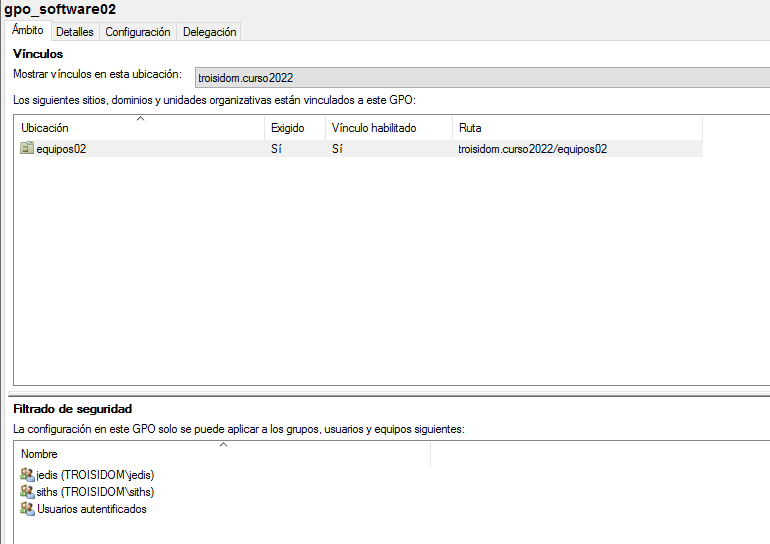 gpo_software02
Ámbito Detalles Configuración Delegación
Vínculos
Mostrar vínculos en esta ubicación: troisidom.curso2022
Los siguientes sitios, dominios y unidades organizativas están vinculados a este GPO:
Ubicación Exigido Vínculo habilitado Ruta
equipos02 Sí Sí troisidom.curso2022/equipos02
Filtrado de seguridad
La configuración en este GPO solo se puede aplicar a los grupos, usuarios y equipos siguientes:
Nombre
jedis (TROISIDOM\jedis)
siths (TROISIDOM\siths)
Usuarios autentificados